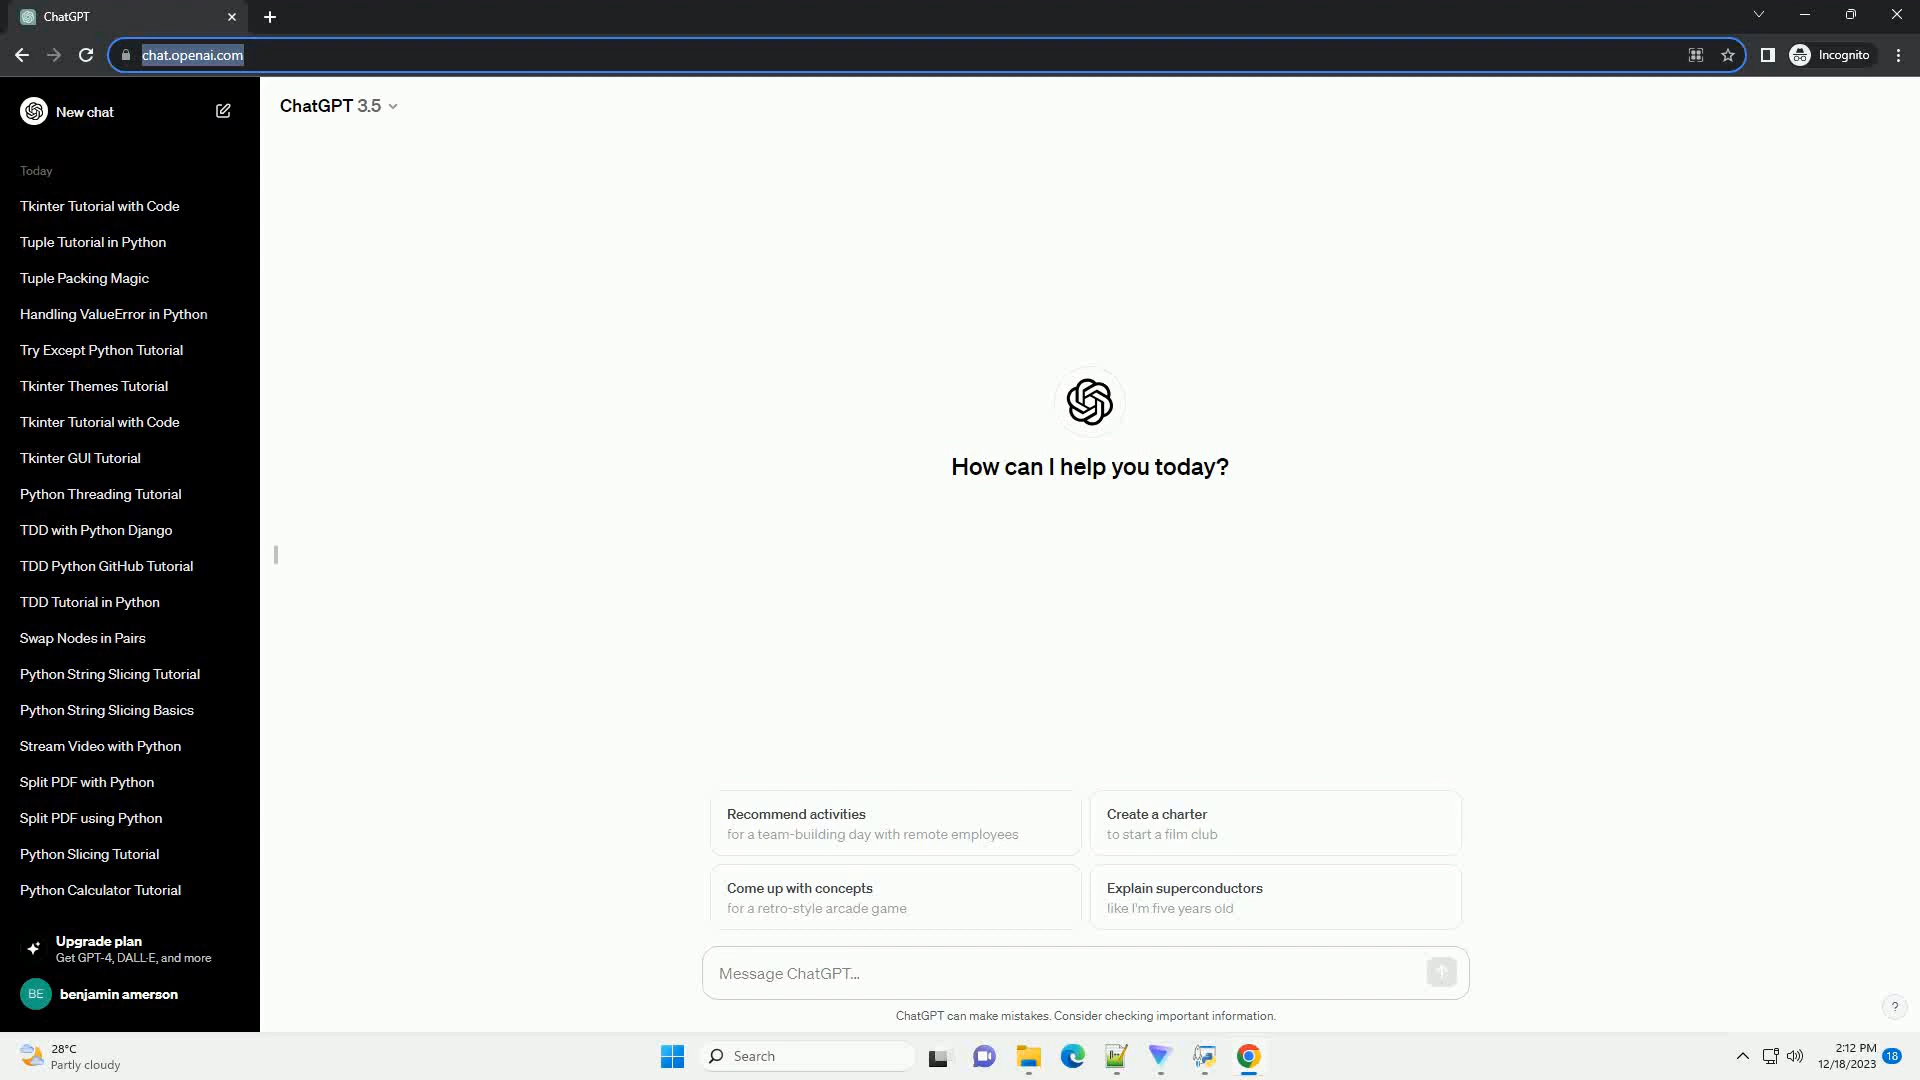 ChatGPT
chat.openai.com
Incognito
New chat
ChatGPT 3.5
Today
Tkinter Tutorial with Code
Tuple Tutorial in Python
Tuple Packing Magic
Handling ValueError in Python
Try Except Python Tutorial
Tkinter Themes Tutorial
Tkinter Tutorial with Code
Tkinter GUI Tutorial
Python Threading Tutorial
TDD with Python Django
TDD Python GitHub Tutorial
TDD Tutorial in Python
Swap Nodes in Pairs
Python String Slicing Tutorial
Python String Slicing Basics
Stream Video with Python
Split PDF with Python
Split PDF using Python
Python Slicing Tutorial
Python Calculator Tutorial
Upgrade plan
Get GPT-4, DALL·E, and more
BE benjamin amerson
How can I help you today?
Recommend activities
for a team-building day with remote employees
Create a charter
to start a film club
Come up with concepts
for a retro-style arcade game
Explain superconductors
like I'm five years old
Message ChatGPT...
ChatGPT can make mistakes. Consider checking important information.
?
28°C
Partly cloudy
Search
2:12 PM
12/18/2023
18